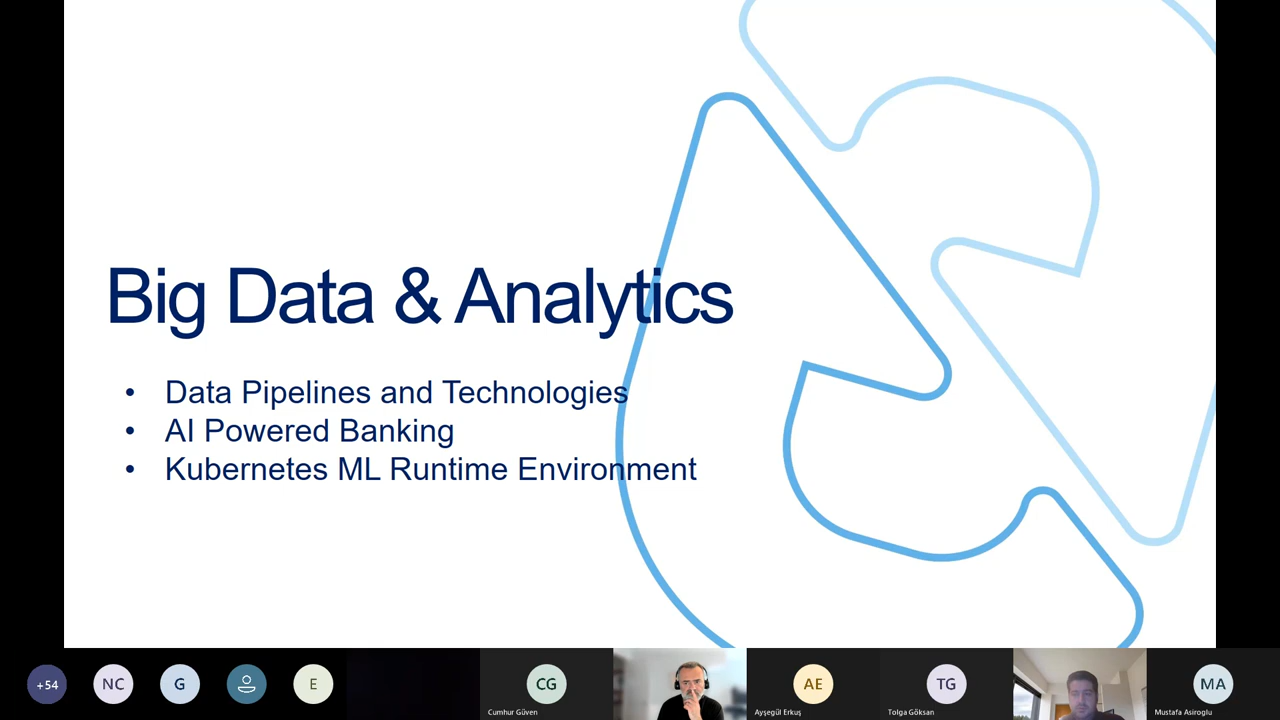 Big Data & Analytics
• Data Pipelines and Technologies
• AI Powered Banking
• Kubernetes ML Runtime Environment
+54
NC
G
E
CG
Cumhur Güven
AE
Ayşegül Erkuş
TG
Tolga Göksan
MA
Mustafa Asiroglu